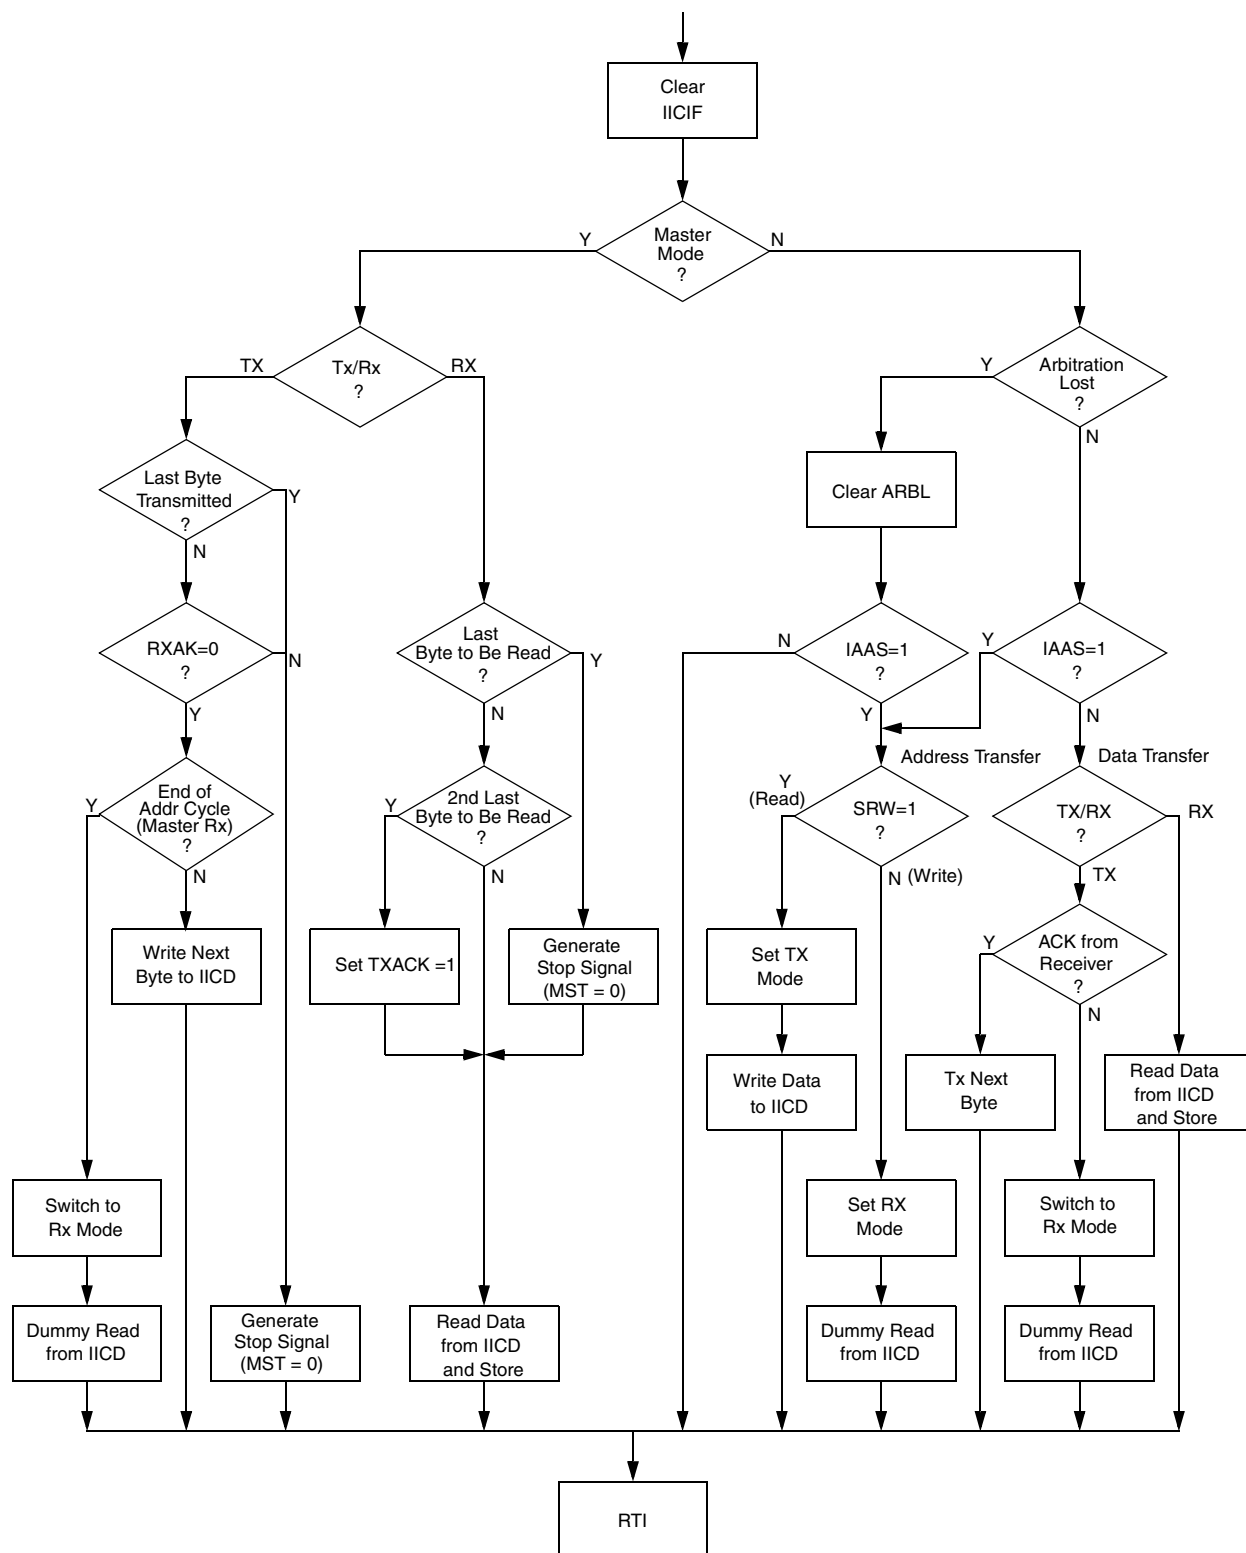 Clear
IICIF
Master
Mode
?
Y
N
Tx/Rx
?
TX
RX
Arbitration
Lost
?
Y
N
Last Byte
Transmitted
?
Y
N
Clear ARBL
RXAK=0
?
N
Y
Last
Byte to Be Read
?
Y
N
IAAS=1
?
N
Y
IAAS=1
?
Y
N
Address Transfer
Data Transfer
End of
Addr Cycle
(Master Rx)
?
Y
N
2nd Last
Byte to Be Read
?
Y
N
Y
(Read)
SRW=1
?
N (Write)
TX/RX
?
RX
TX
Write Next
Byte to IICD
Set TXACK =1
Generate
Stop Signal
(MST = 0)
Set TX
Mode
ACK from
Receiver
?
Y
N
Write Data
to IICD
Tx Next
Byte
Read Data
from IICD
and Store
Switch to
Rx Mode
Set RX
Mode
Switch to
Rx Mode
Dummy Read
from IICD
Generate
Stop Signal
(MST = 0)
Read Data
from IICD
and Store
Dummy Read
from IICD
Dummy Read
from IICD
RTI